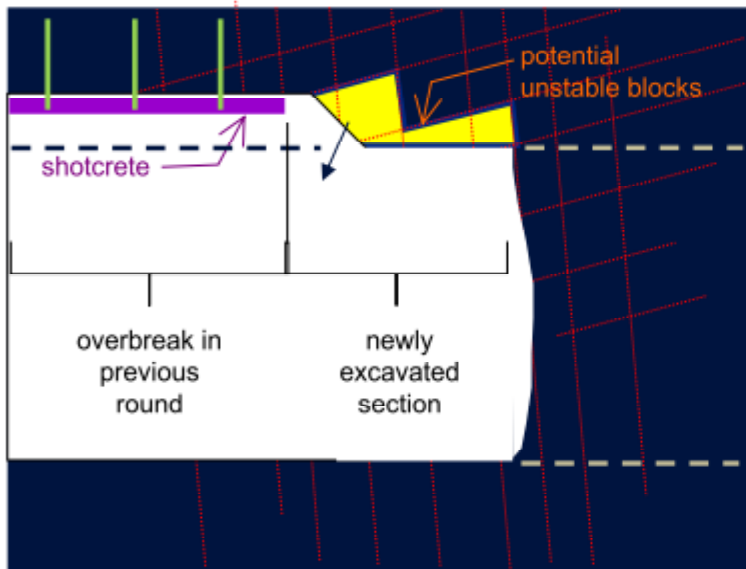 potential
unstable blocks
shotcrete
overbreak in
previous
round
newly
excavated
section